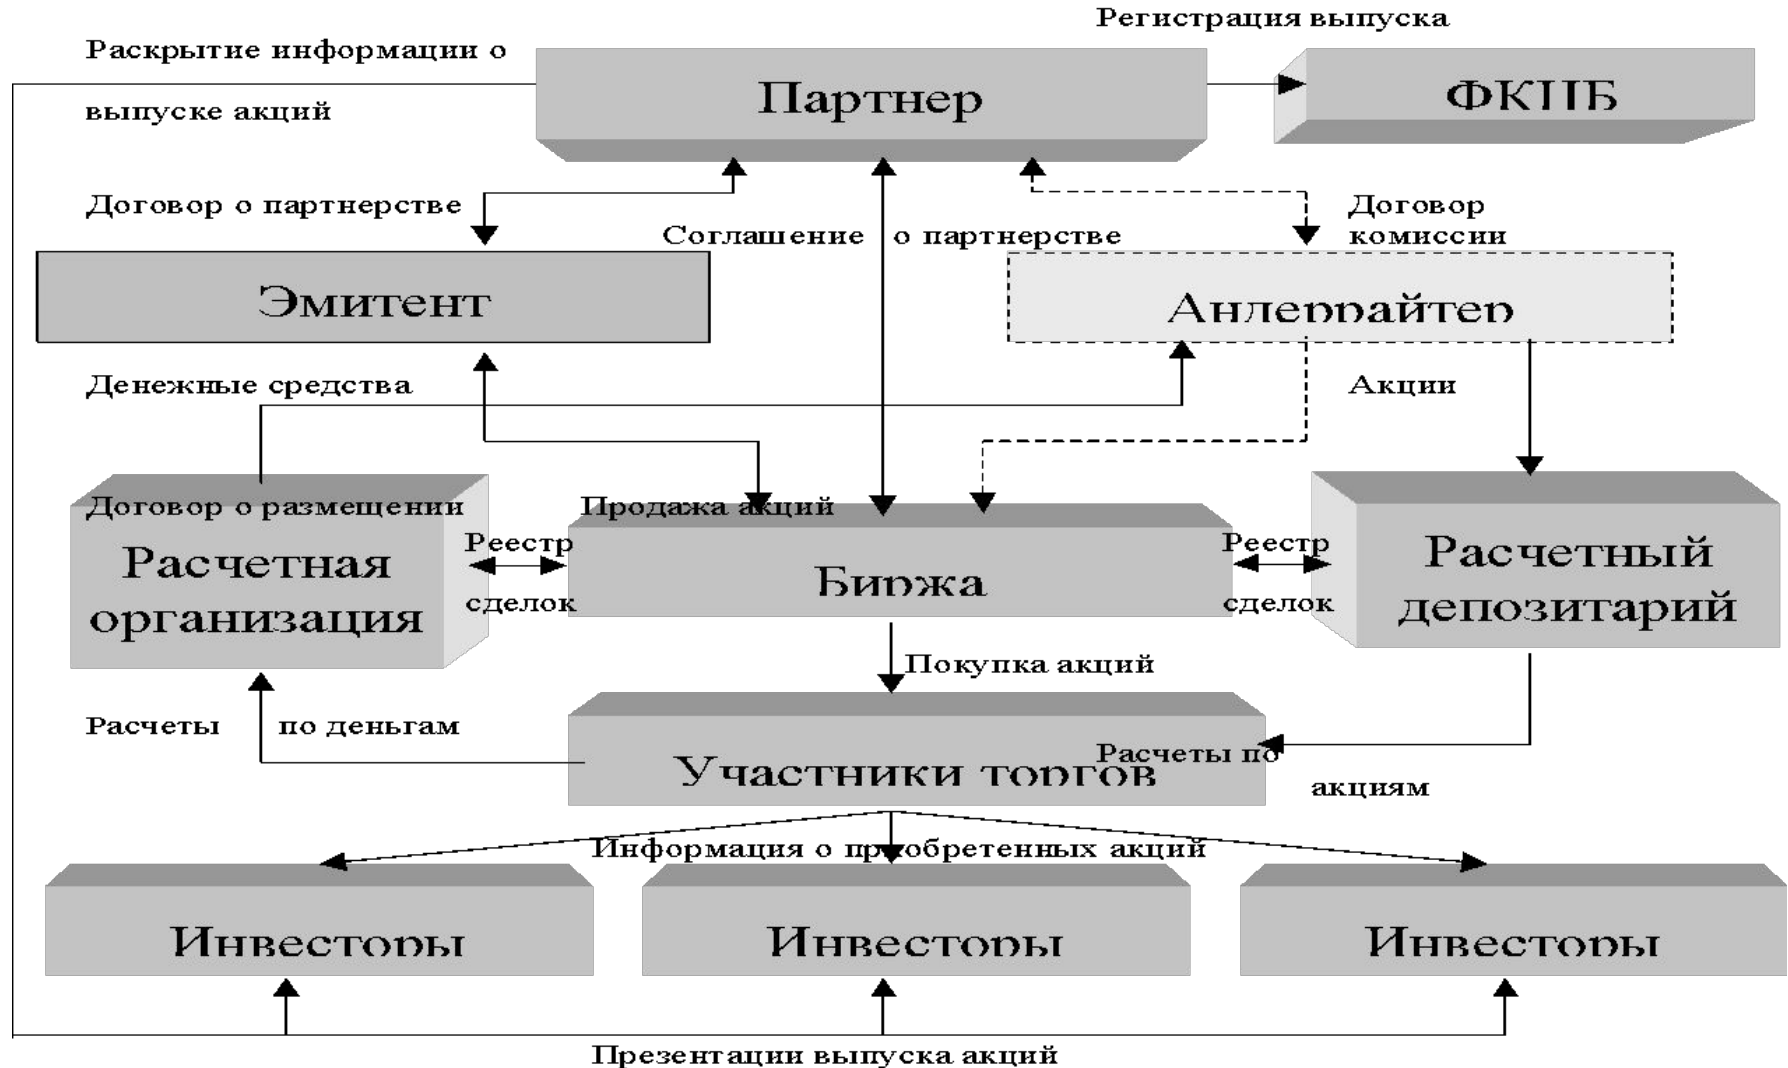 Регистрация выпуска
Раскрытие информации о
выпуске акций
Партнер
ФКЦБ
Договор о партнерстве
Соглашение о партнерстве
Договор
комиссии
Эмитент
Андеррайтер
Денежные средства
Акции
Договор о размещении
Продажа акций
Расчетная
организация
Реестр
сделок
Биржа
Реестр
сделок
Расчетный
депозитарий
Покупка акций
Расчеты по деньгам
Участники торгов
Расчеты по
акциям
Информация о приобретенных акций
Инвесторы
Инвесторы
Инвесторы
Презентации выпуска акций